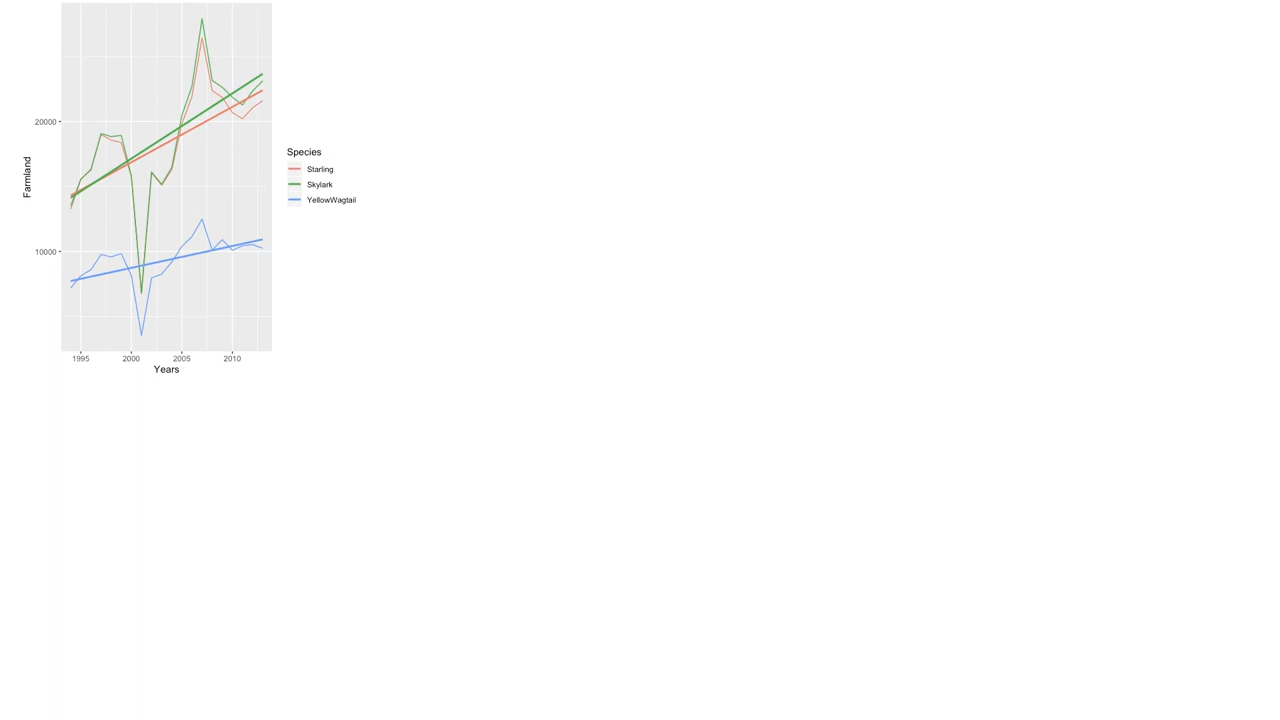 20000
10000
Farmland
1995 2000 2005 2010
Years
Species
Starling
Skylark
YellowWagtail